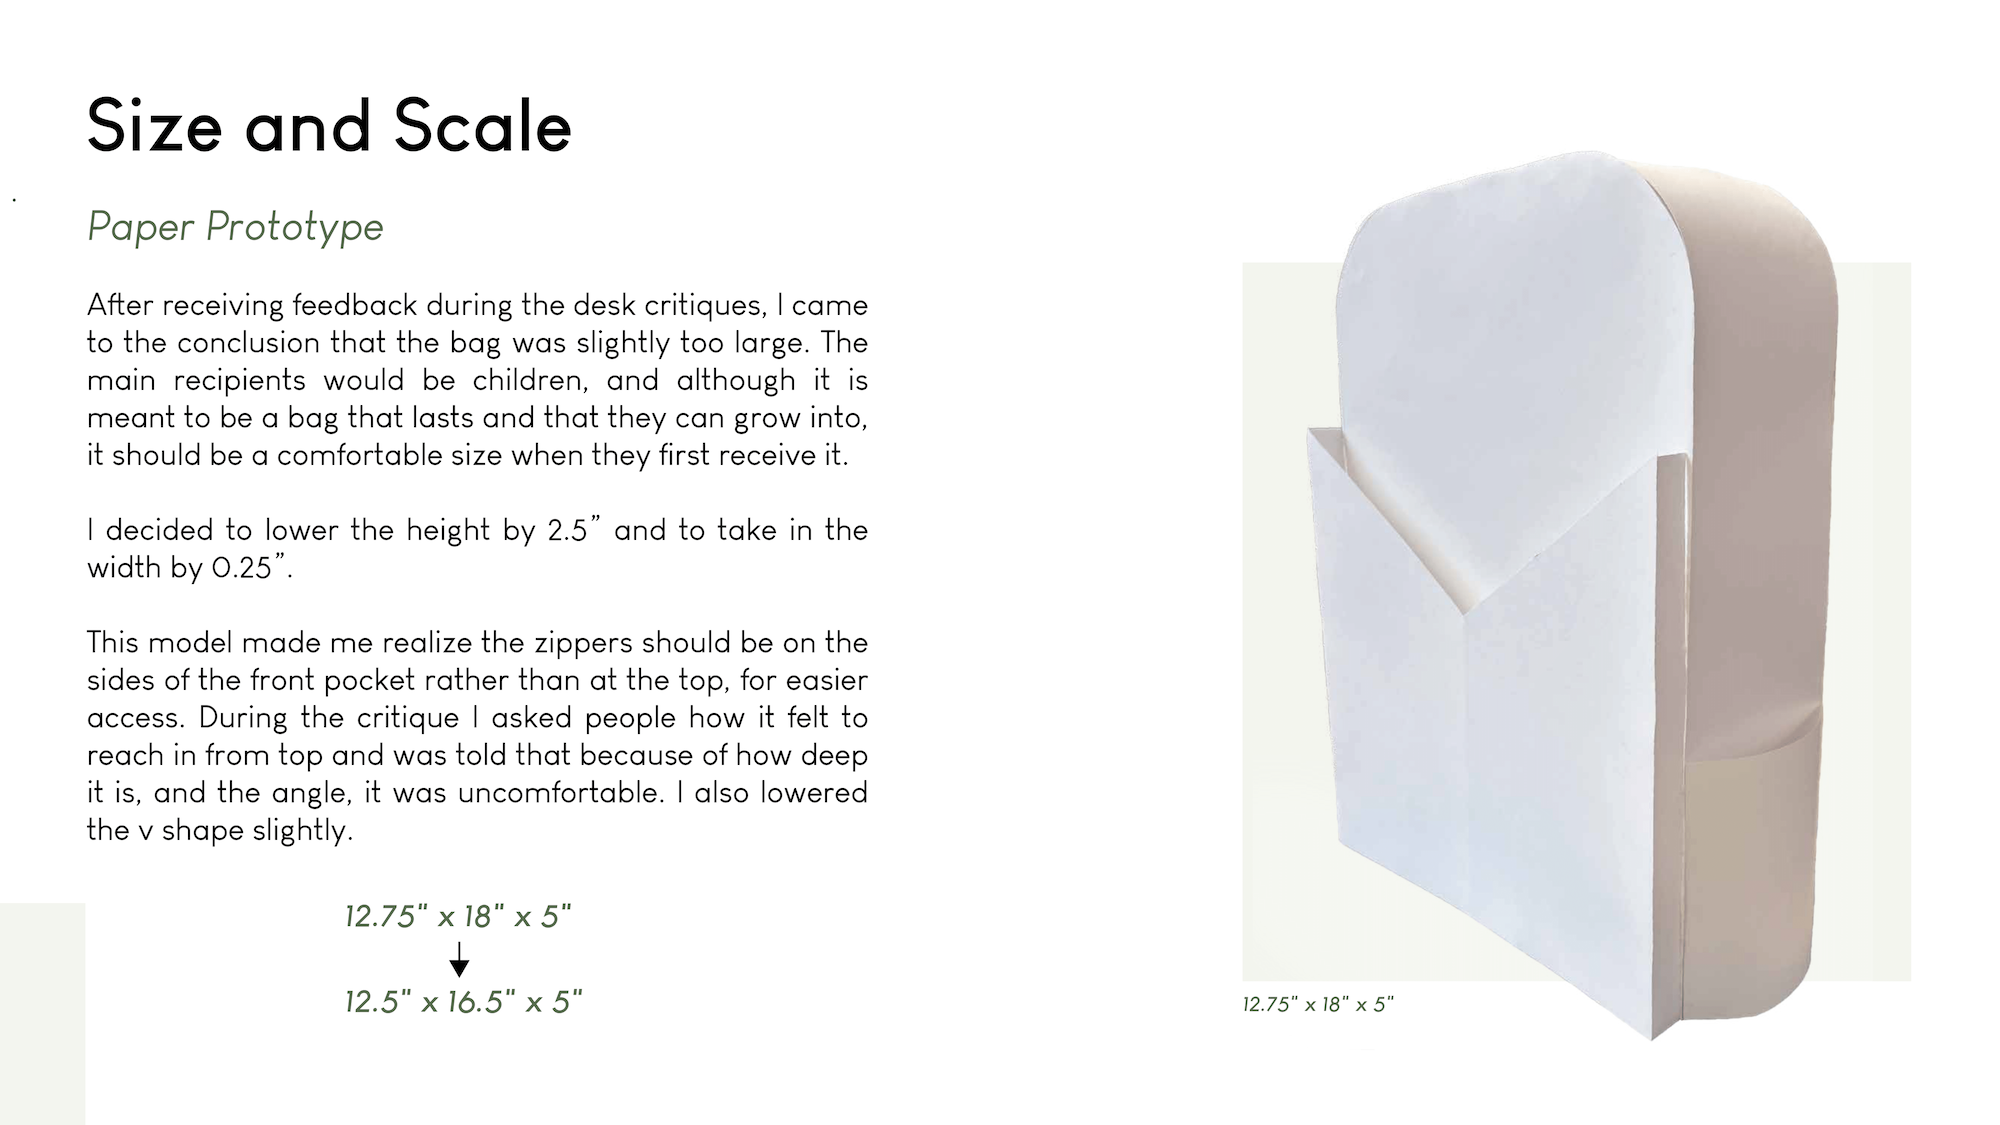 Size and Scale
Paper Prototype
After receiving feedback during the desk critiques, I came
to the conclusion that the bag was slightly too large. The
main recipients would be children, and although it is
meant to be a bag that lasts and that they can grow into,
it should be a comfortable size when they first receive it.
I decided to lower the height by 2.5” and to take in the
width by 0.25”.
This model made me realize the zippers should be on the
sides of the front pocket rather than at the top, for easier
access. During the critique I asked people how it felt to
reach in from top and was told that because of how deep
it is, and the angle, it was uncomfortable. I also lowered
the v shape slightly.
12.75" x 18" x 5"
12.5" x 16.5" x 5"
12.75" x 18" x 5"